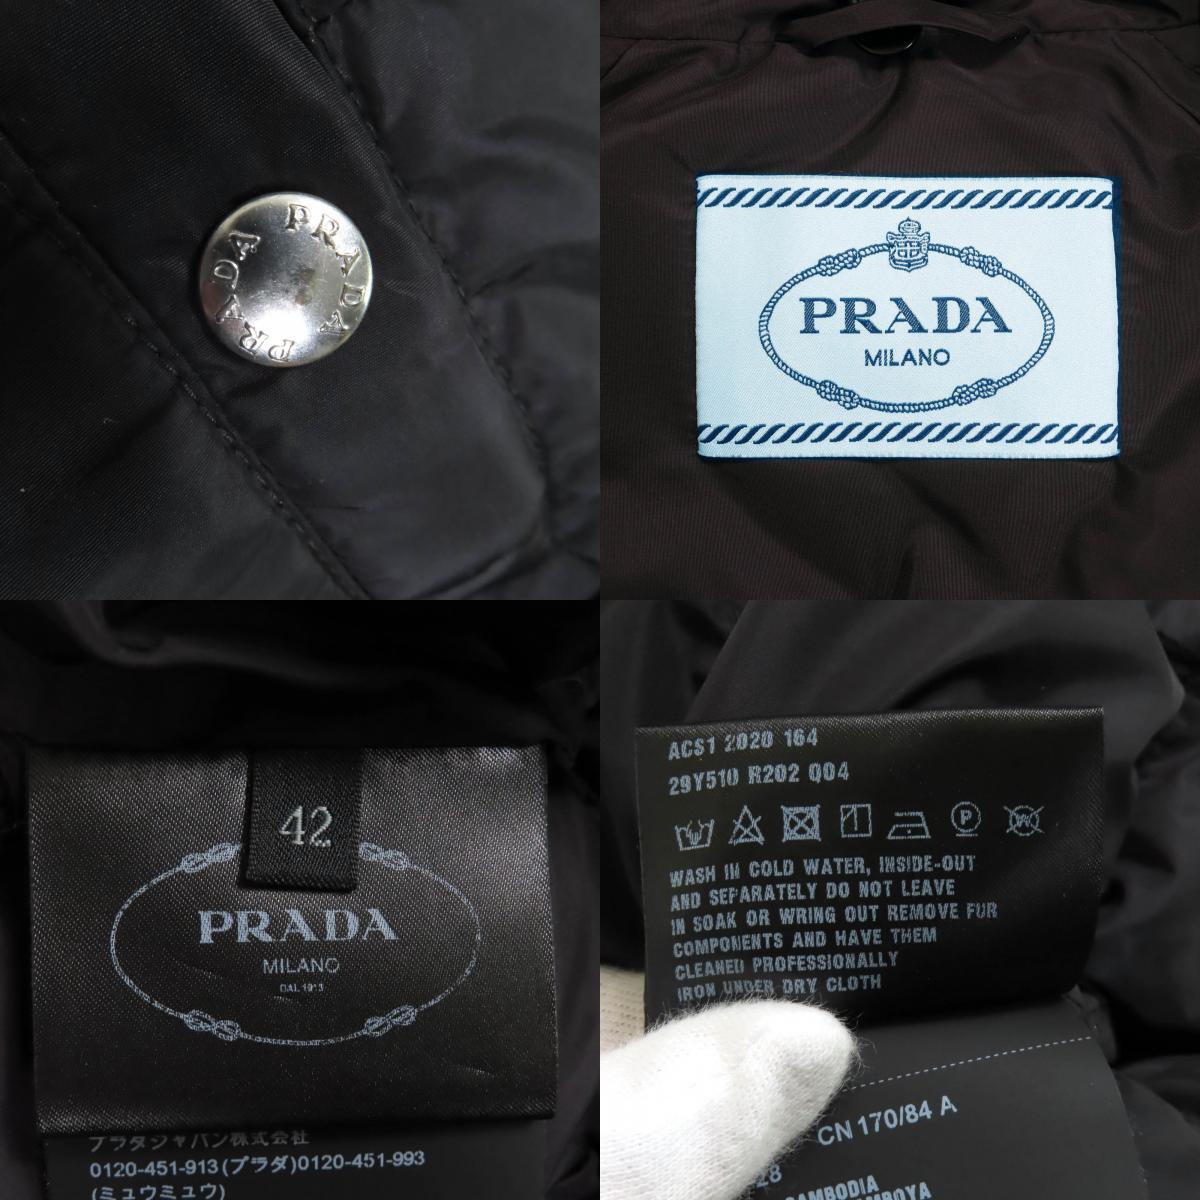 PRADA PRADA
PRADA
MILANO
42
PRADA
MILANO
DAL 1913
プラダジャパン株式会社
0120-451-913(プラダ)0120-451-993
(ミュウミュウ)
ACS1 2020 164
29Y510 R202 Q04
P
WASH IN COLD WATER, INSIDE-OUT
AND SEPARATELY DO NOT LEAVE
IN SOAK OR WRING OUT REMOVE FUR
COMPONENTS AND HAVE THEM
CLEANED PROFESSIONALLY
IRON UNDER DRY CLOTH
CN 170/84 A
28